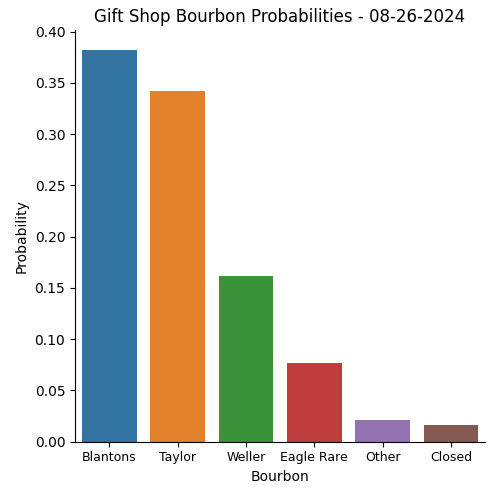 Gift Shop Bourbon Probabilities - 08-26-2024
0.40
0.35
0.30
0.25
0.20
0.15
0.10
0.05
0.00
Probability
Blantons Taylor Weller Eagle Rare Other Closed
Bourbon